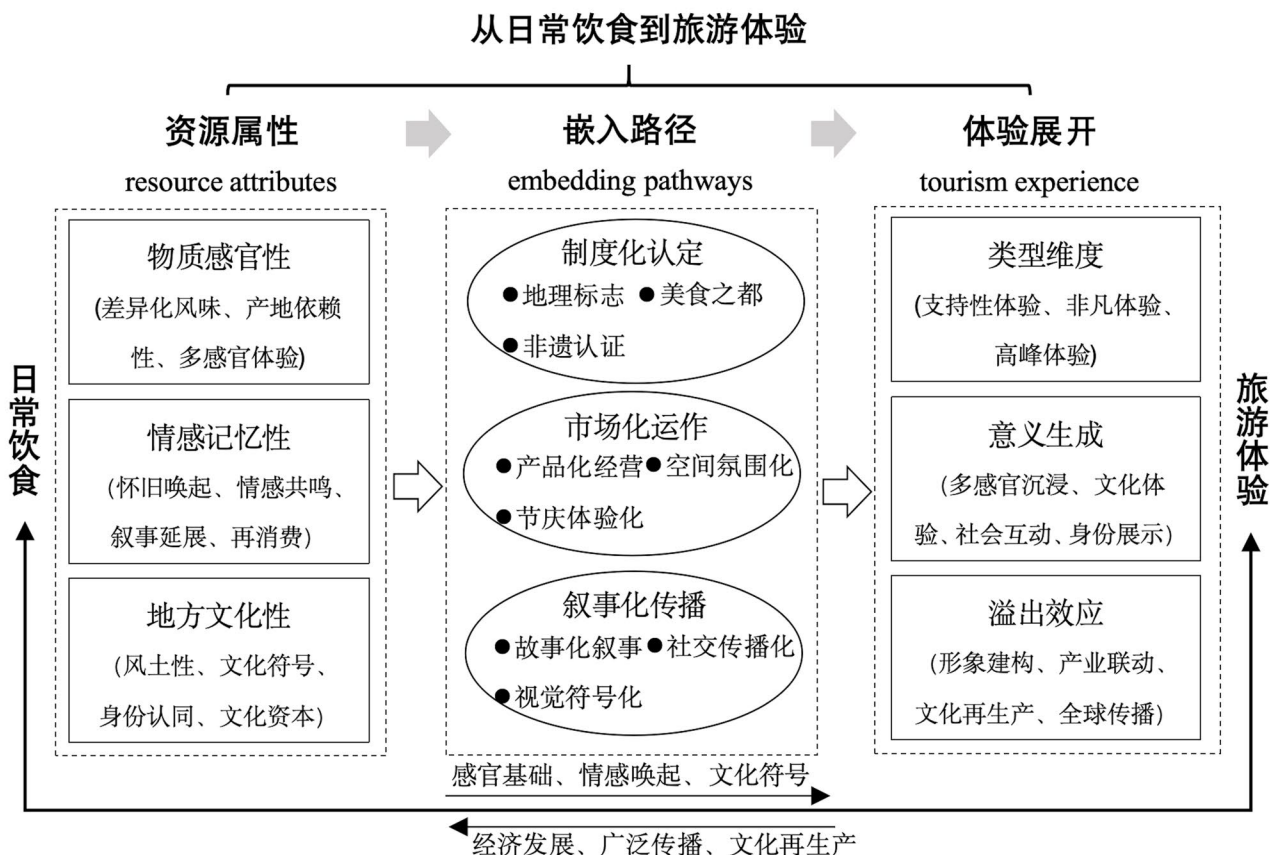 从日常饮食到旅游体验
资源属性
resource attributes
嵌入路径
embedding pathways
体验展开
tourism experience
日常饮食
物质感官性
(差异化风味、产地依赖
性、多感官体验)
情感记忆性
（怀旧唤起、情感共鸣、
叙事延展、再消费）
地方文化性
（风土性、文化符号、
身份认同、文化资本）
制度化认定
●地理标志 ●美食之都
●非遗认证
市场化运作
●产品化经营●空间氛围化
●节庆体验化
叙事化传播
●故事化叙事●社交传播化
●视觉符号化
类型维度
(支持性体验、非凡体验、
高峰体验)
意义生成
（多感官沉浸、文化体
验、社会互动、身份展示）
溢出效应
（形象建构、产业联动、
文化再生产、全球传播）
旅游体验
感官基础、情感唤起、文化符号
经济发展、广泛传播、文化再生产